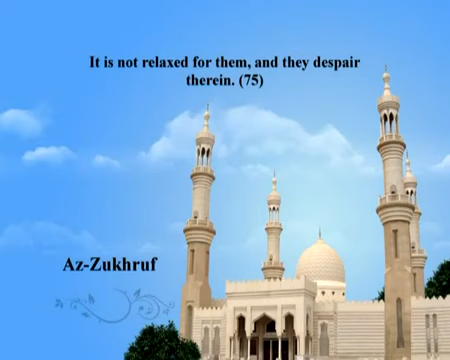 It is not relaxed for them, and they despair
therein. (75)
Az-Zukhruf